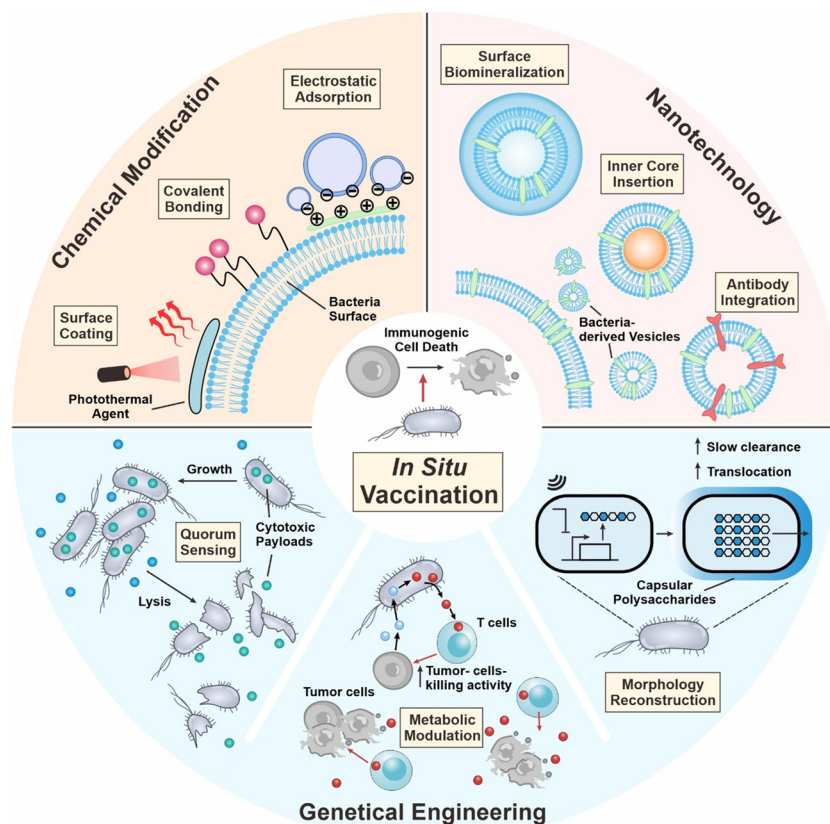 Chemical Modification
Electrostatic
Adsorption
Covalent
Bonding
Surface
Coating
Bacteria
Surface
Photothermal
Agent
Nanotechnology
Surface
Biomineralization
Inner Core
Insertion
Antibody
Integration
Bacteria-
derived Vesicles
Immunogenic
Cell Death
In Situ
Vaccination
Growth
Quorum
Sensing
Cytotoxic
Payloads
Lysis
T cells
Tumor- cells-
killing activity
Tumor cells
Metabolic
Modulation
Slow clearance
Translocation
Capsular
Polysaccharides
Morphology
Reconstruction
Genetical Engineering